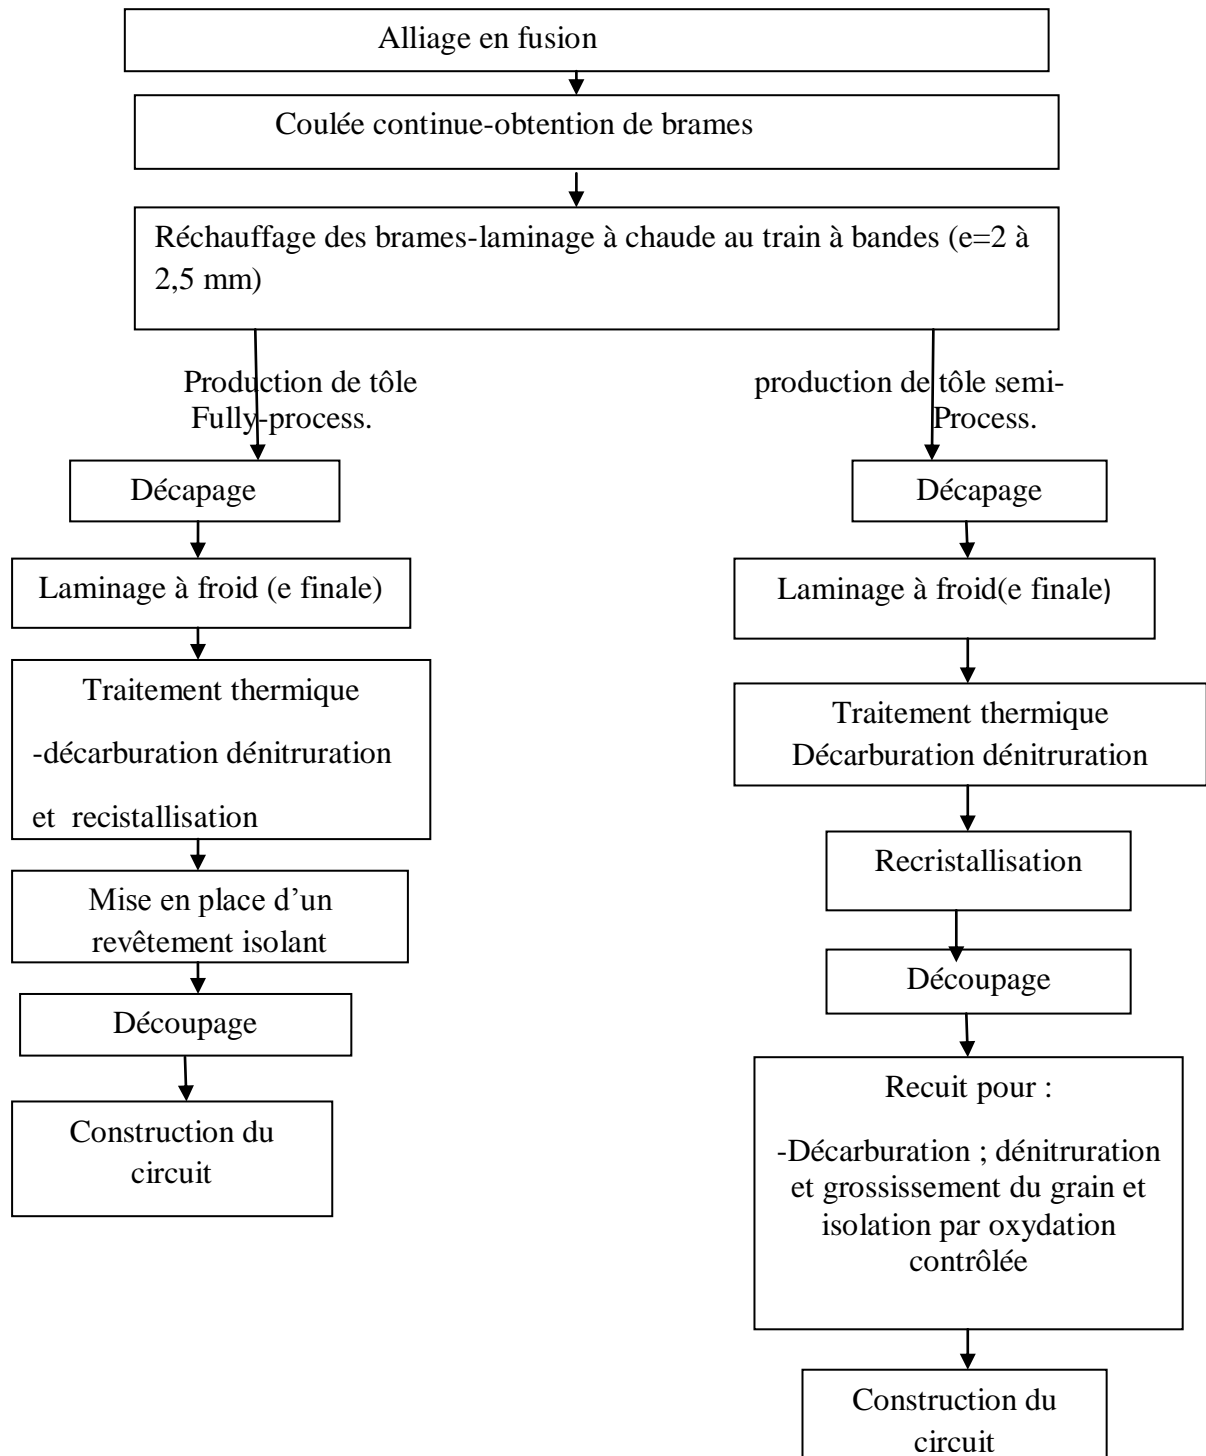 Alliage en fusion
Coulée continue-obtention de brames
Réchauffage des brames-laminage à chaude au train à bandes (e=2 à
2,5 mm)
Production de tôle
Fully-process.
Décapage
Laminage à froid (e finale)
Traitement thermique
-décarburation dénitruration
et recistallisation
Mise en place d’un
revêtement isolant
Découpage
Construction du
circuit
production de tôle semi-
Process.
Décapage
Laminage à froid(e finale)
Traitement thermique
Décarburation dénitruration
Recristallisation
Découpage
Recuit pour :
-Décarburation ; dénitruration
et grossissement du grain et
isolation par oxydation
contrôlée
Construction du
circuit